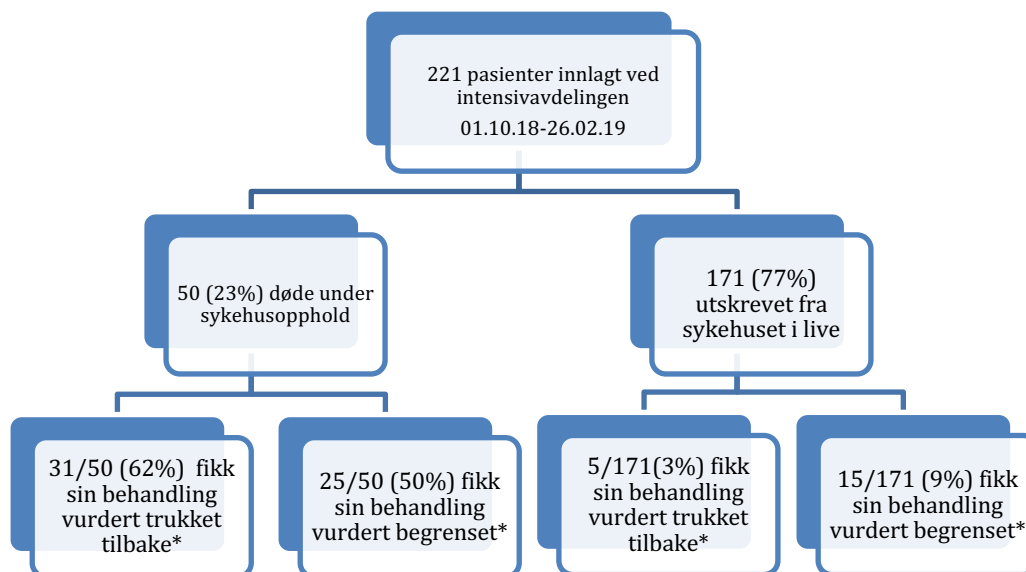 221 pasienter innlagt ved
intensivavdelingen
01.10.18-26.02.19
50 (23%) døde under
sykehusopphold
171 (77%)
utskrevet fra
sykehuset i live
31/50 (62%) fikk
sin behandling
vurdert trukket
tilbake*
25/50 (50%) fikk
sin behandling
vurdert begrenset*
5/171(3%) fikk
sin behandling
vurdert trukket
tilbake*
15/171 (9%) fikk
sin behandling
vurdert begrenset*